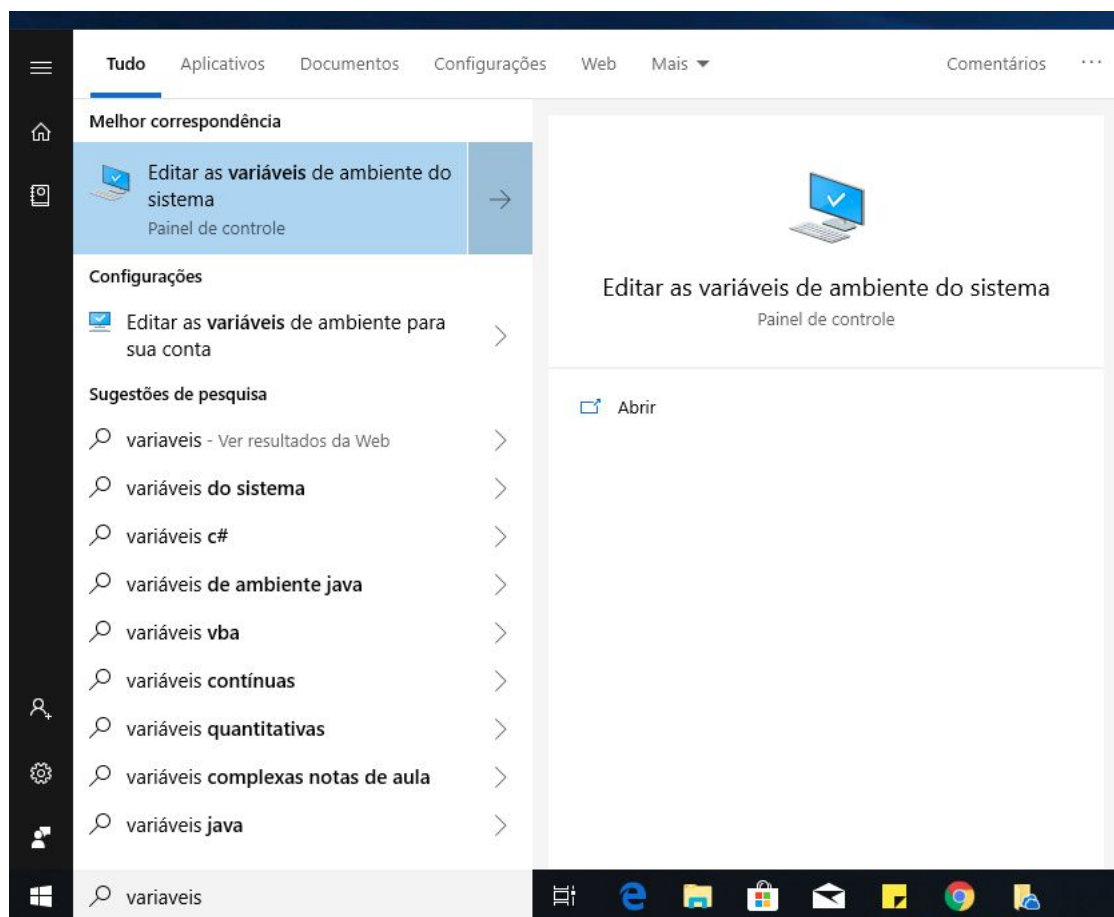 Tudo Aplicativos Documentos Configurações Web Mais Comentários
Melhor correspondência
Editar as variáveis de ambiente do
sistema
Painel de controle
Configurações
Editar as variáveis de ambiente para
sua conta
Sugestões de pesquisa
variaveis - Ver resultados da Web
variáveis do sistema
variáveis c#
variáveis de ambiente java
variáveis vba
variáveis contínuas
variáveis quantitativas
variáveis complexas notas de aula
variáveis java
variaveis
Editar as variáveis de ambiente do sistema
Painel de controle
Abrir